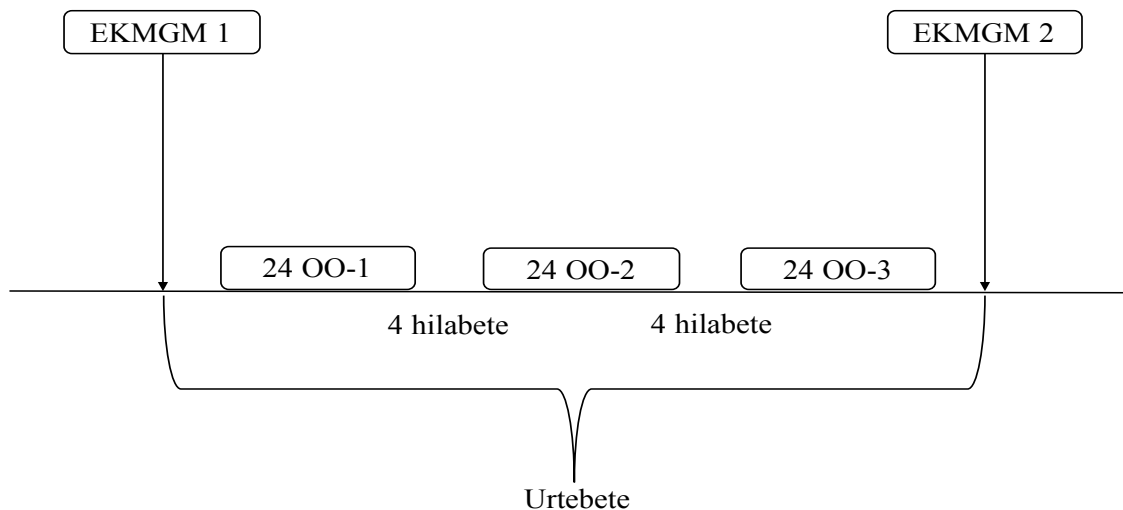 EKMGM 1
EKMGM 2
24 OO-1
24 OO-2
24 OO-3
4 hilabete
4 hilabete
Urtebete